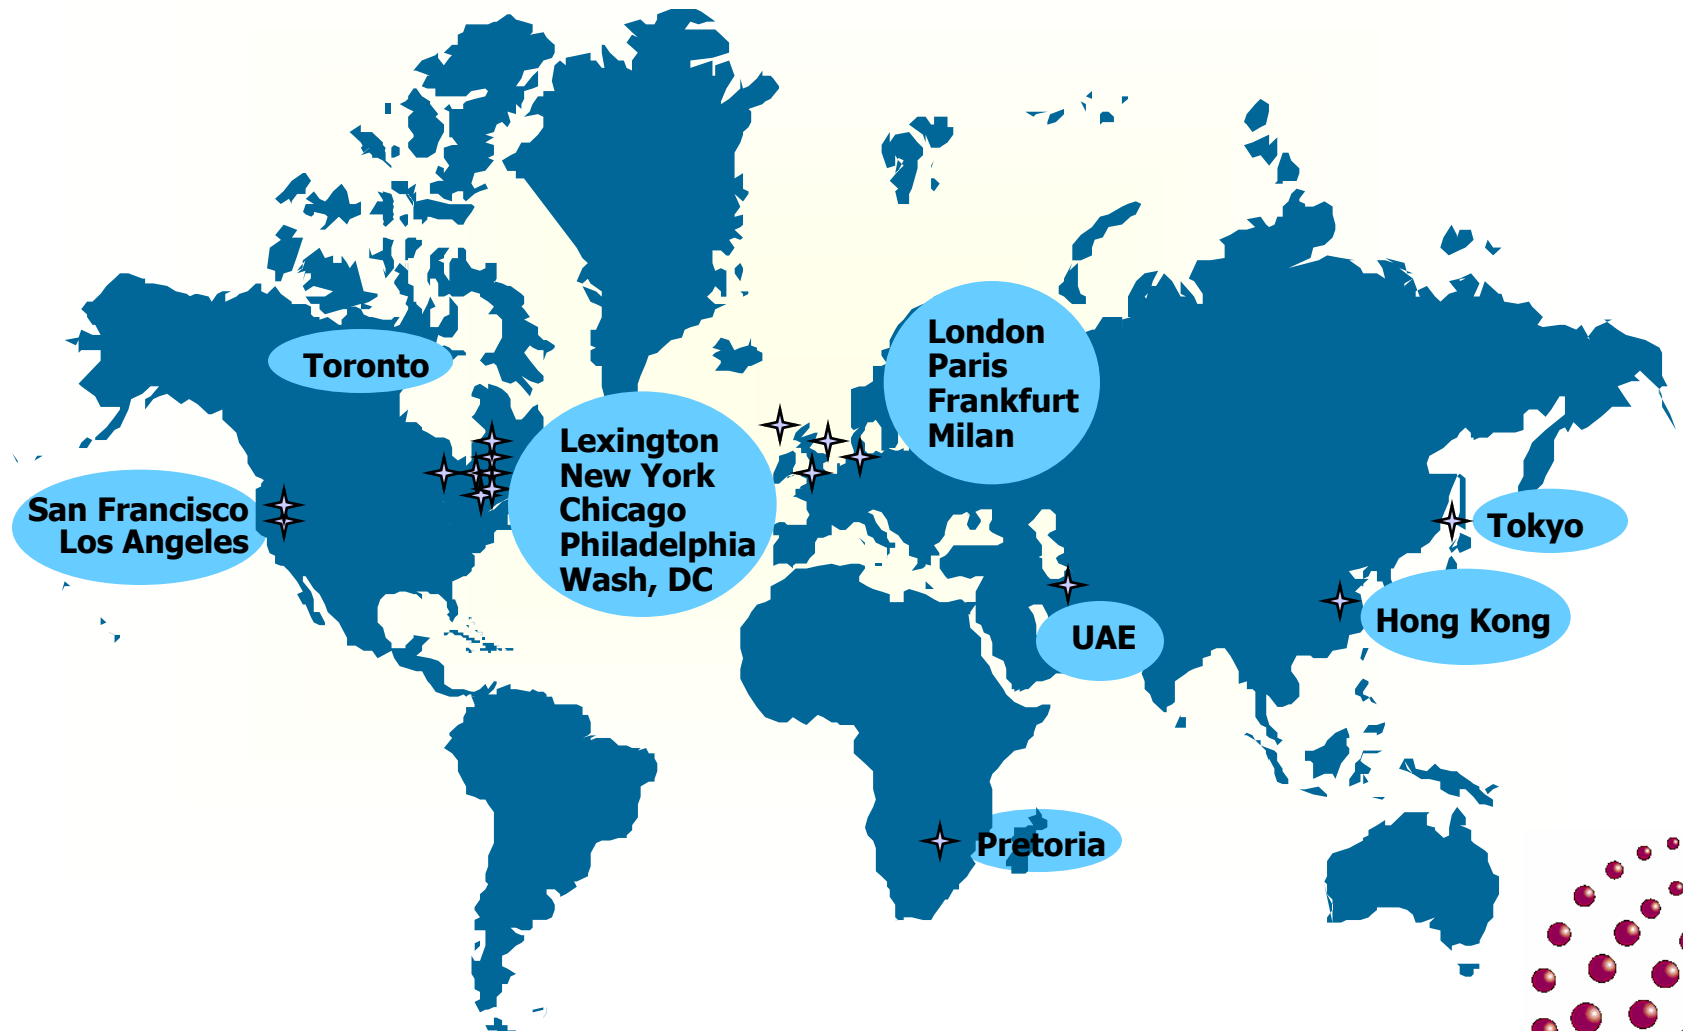 Toronto
London
Paris
Frankfurt
Milan
Lexington
New York
Chicago
Philadelphia
Wash, DC
San Francisco
Los Angeles
Tokyo
Hong Kong
UAE
Pretoria